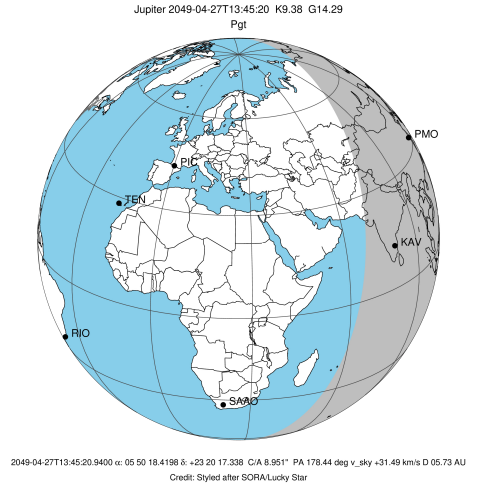 Jupiter 2049-04-27T13:45:20 K9.38 G14.29
Pgt
PMO
PIC
TEN
KAV
RIO
SAAO
2049-04-27T13:45:20.9400 α: 05 50 18.4198 δ: +23 20 17.338 C/A 8.951" PA 178.44 deg v_sky +31.49 km/s D 05.73 AU
Credit: Styled after SORA/Lucky Star